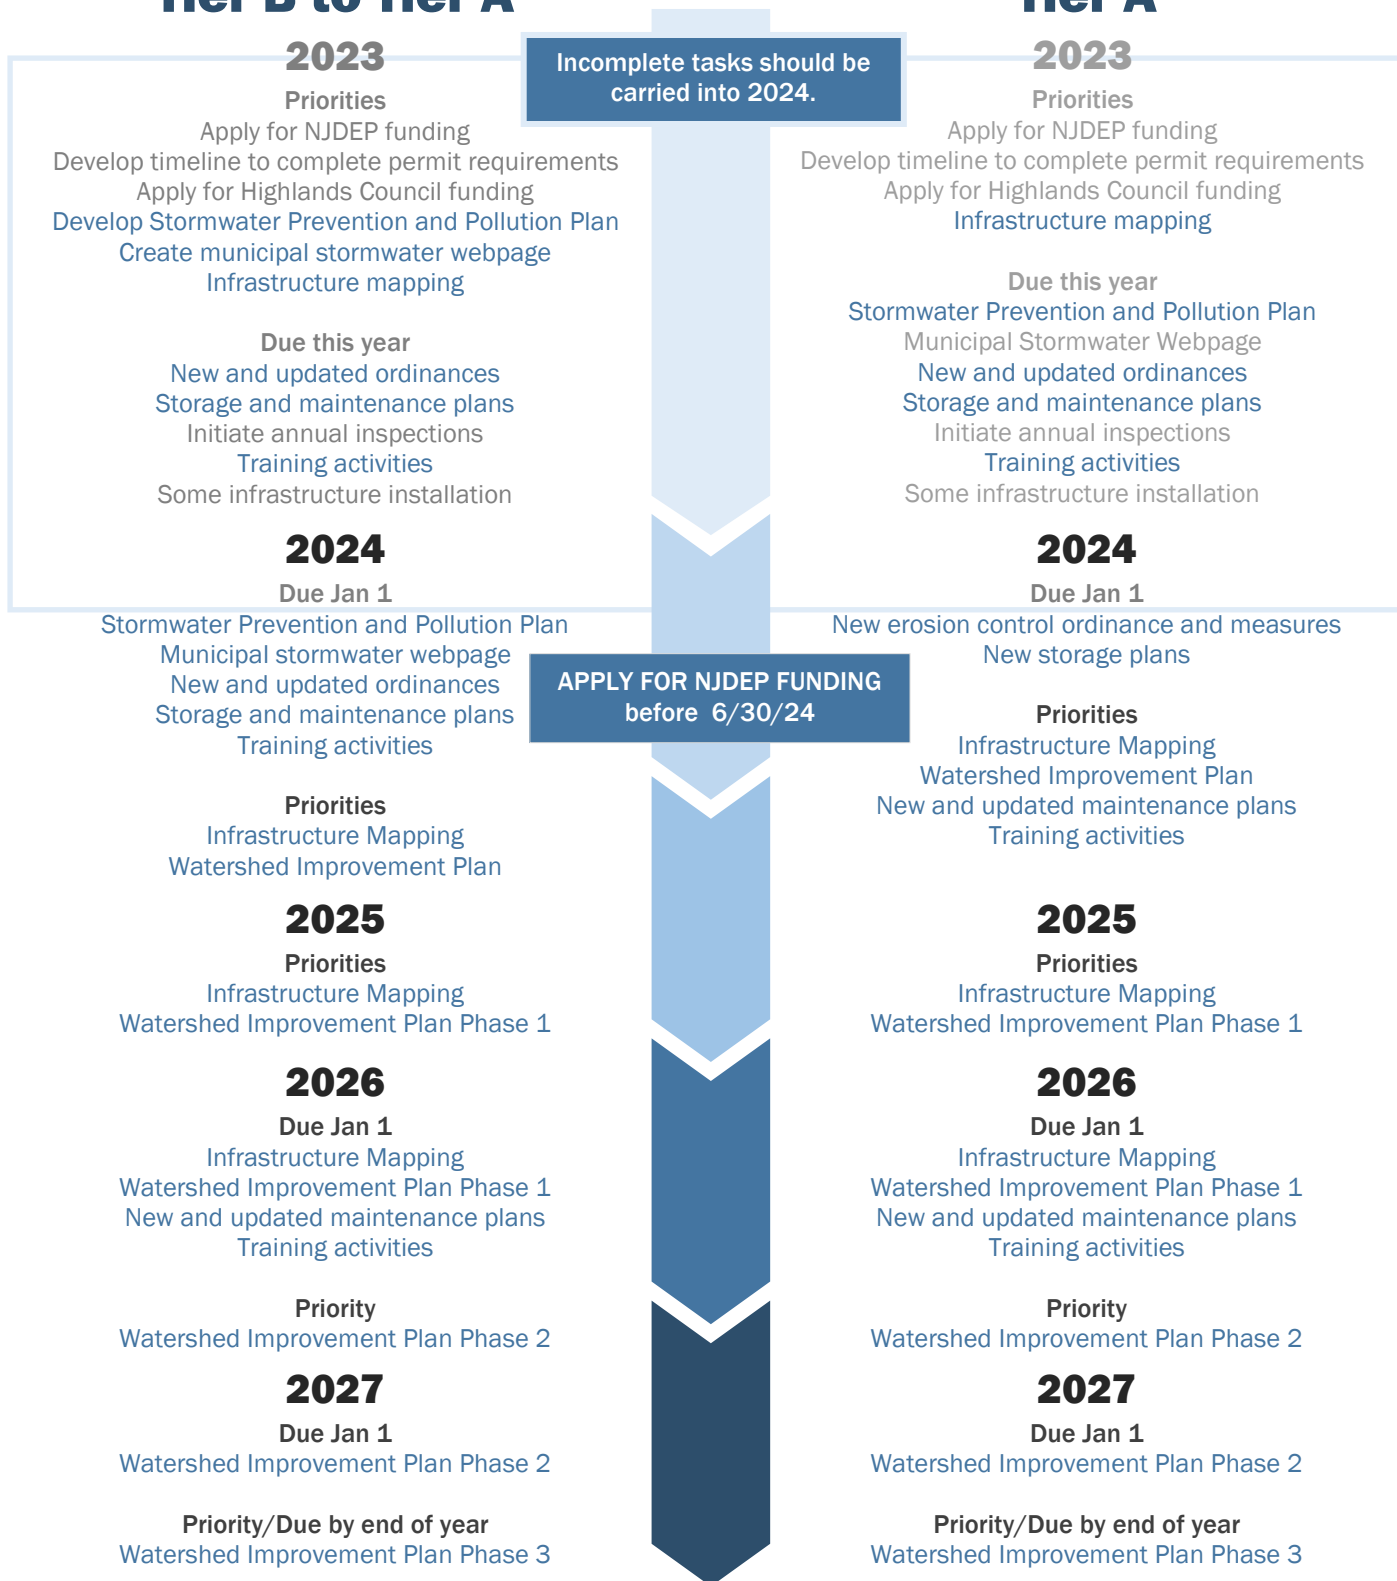 Tier B to Tier A
2023
Priorities
Apply for NJDEP funding
Develop timeline to complete permit requirements
Apply for Highlands Council funding
Develop Stormwater Prevention and Pollution Plan
Create municipal stormwater webpage
Infrastructure mapping
Due this year
New and updated ordinances
Storage and maintenance plans
Initiate annual inspections
Training activities
Some infrastructure installation
2024
Due Jan 1
Stormwater Prevention and Pollution Plan
Municipal stormwater webpage
New and updated ordinances
Storage and maintenance plans
Training activities
Priorities
Infrastructure Mapping
Watershed Improvement Plan
2025
Priorities
Infrastructure Mapping
Watershed Improvement Plan Phase 1
2026
Due Jan 1
Infrastructure Mapping
Watershed Improvement Plan Phase 1
New and updated maintenance plans
Training activities
Priority
Watershed Improvement Plan Phase 2
2027
Due Jan 1
Watershed Improvement Plan Phase 2
Priority/Due by end of year
Watershed Improvement Plan Phase 3
Incomplete tasks should be
carried into 2024.
APPLY FOR NJDEP FUNDING
before 6/30/24
Tier A
2023
Priorities
Apply for NJDEP funding
Develop timeline to complete permit requirements
Apply for Highlands Council funding
Infrastructure mapping
Due this year
Stormwater Prevention and Pollution Plan
Municipal Stormwater Webpage
New and updated ordinances
Storage and maintenance plans
Initiate annual inspections
Training activities
Some infrastructure installation
2024
Due Jan 1
New erosion control ordinance and measures
New storage plans
Priorities
Infrastructure Mapping
Watershed Improvement Plan
New and updated maintenance plans
Training activities
2025
Priorities
Infrastructure Mapping
Watershed Improvement Plan Phase 1
2026
Due Jan 1
Infrastructure Mapping
Watershed Improvement Plan Phase 1
New and updated maintenance plans
Training activities
Priority
Watershed Improvement Plan Phase 2
2027
Due Jan 1
Watershed Improvement Plan Phase 2
Priority/Due by end of year
Watershed Improvement Plan Phase 3